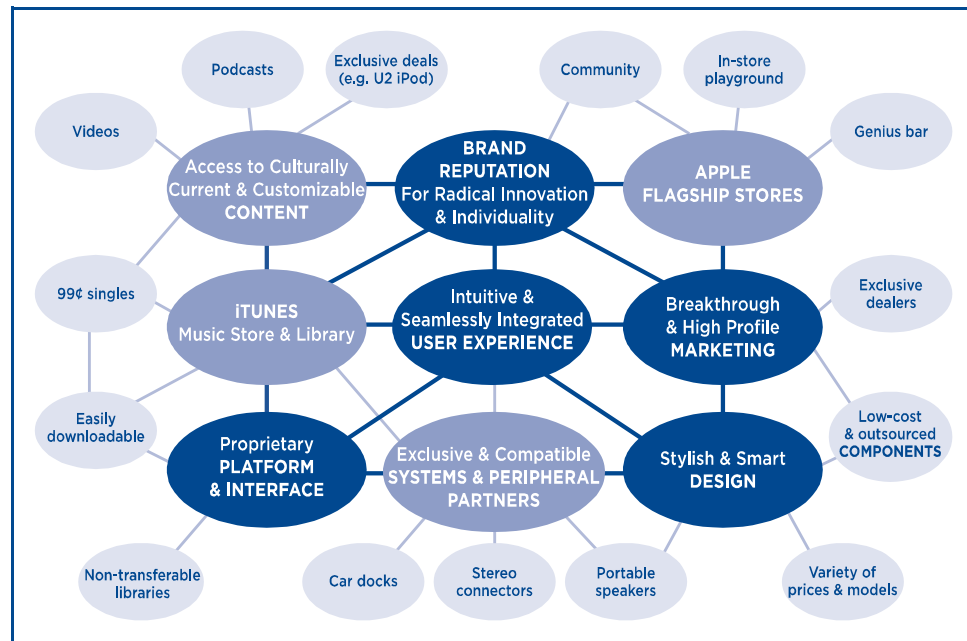 Podcasts
Exclusive deals
(e.g. U2 iPod)
Community
In-store
playground
Videos
Genius bar
Access to Culturally
Current & Customizable
CONTENT
BRAND
REPUTATION
For Radical Innovation
& Individuality
APPLE
FLAGSHIP STORES
99¢ singles
iTUNES
Music Store & Library
Intuitive &
Seamlessly Integrated
USER EXPERIENCE
Breakthrough
& High Profile
MARKETING
Exclusive
dealers
Easily
downloadable
Proprietary
PLATFORM
& INTERFACE
Exclusive & Compatible
SYSTEMS & PERIPHERAL
PARTNERS
Stylish & Smart
DESIGN
Low-cost
& outsourced
COMPONENTS
Non-transferable
libraries
Car docks
Stereo
connectors
Portable
speakers
Variety of
prices & models